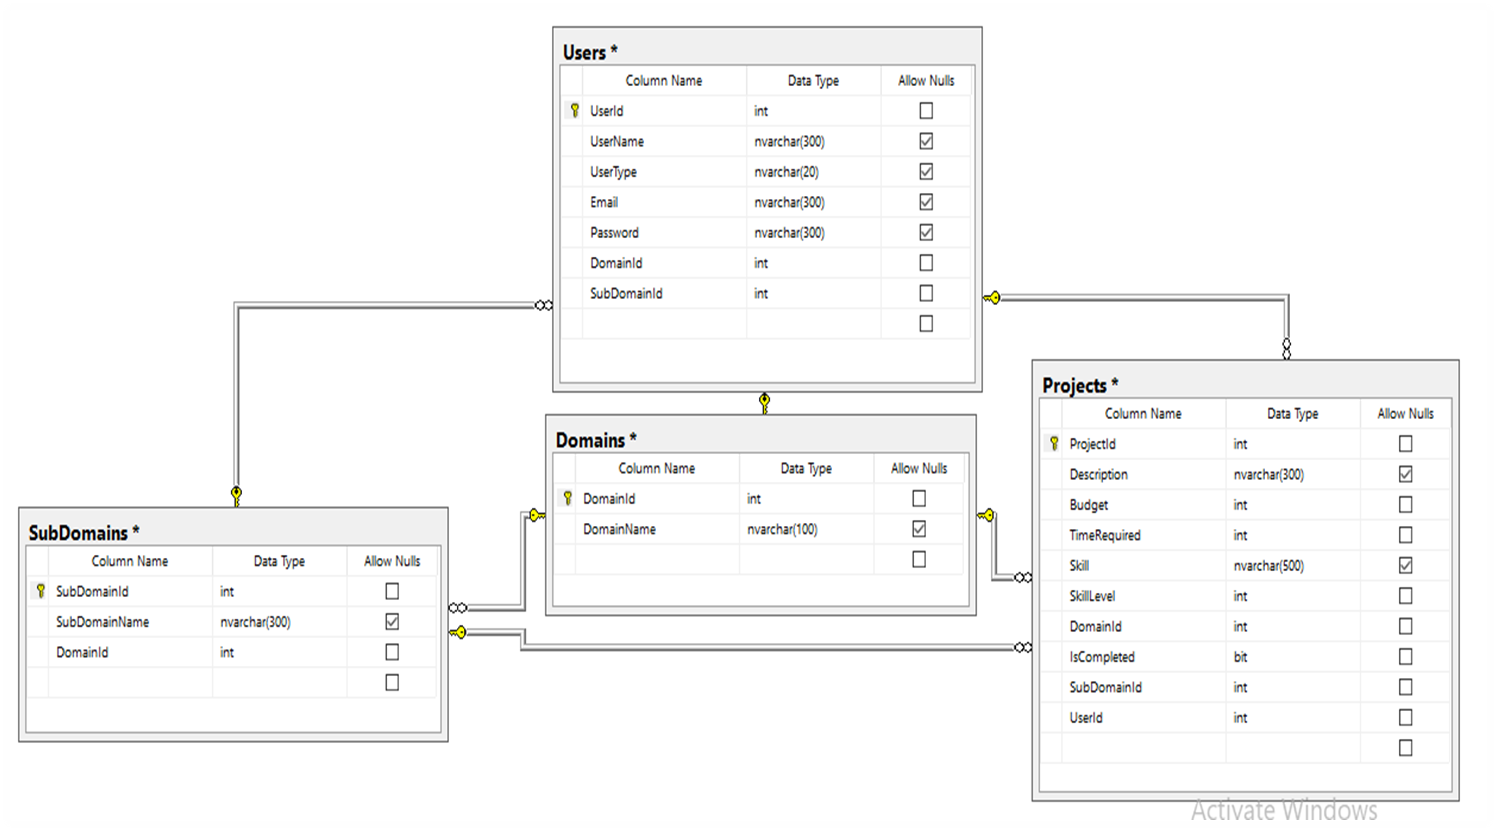 Users *
Column Name Data Type Allow Nulls
UserId int
UserName nvarchar(300)
UserType nvarchar(20)
Email nvarchar(300)
Password nvarchar(300)
DomainId int
SubDomainId int
Domains *
Column Name Data Type Allow Nulls
DomainId int
DomainName nvarchar(100)
SubDomains *
Column Name Data Type Allow Nulls
SubDomainId int
SubDomainName nvarchar(300)
DomainId int
Projects *
Column Name Data Type Allow Nulls
ProjectId int
Description nvarchar(300)
Budget int
TimeRequired int
Skill nvarchar(500)
SkillLevel int
DomainId int
IsCompleted bit
SubDomainId int
UserId int
Activate Windows